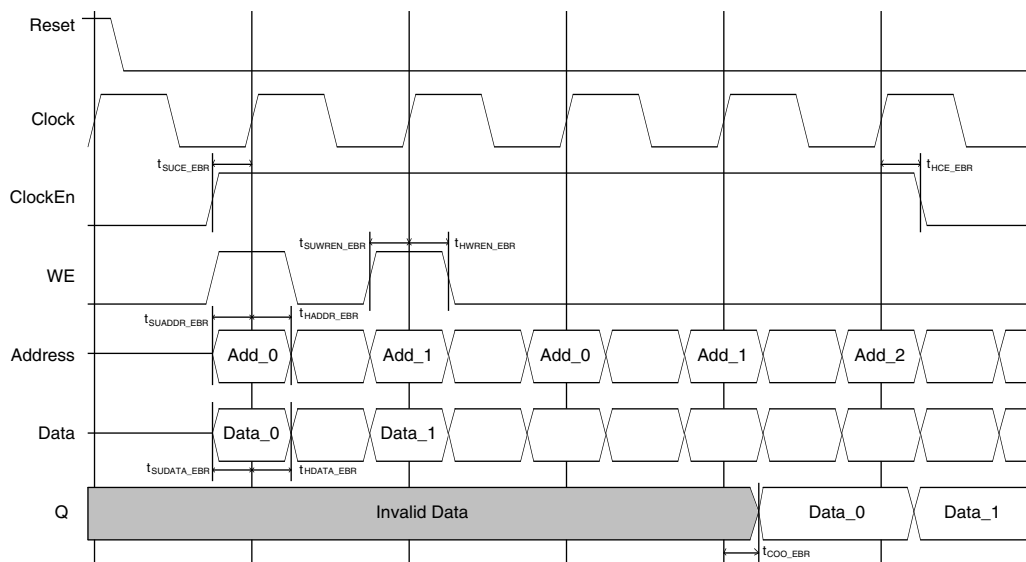 Reset
Clock
tSUCE_EBR
tHCE_EBR
ClockEn
tSUWREN_EBR
tHWREN_EBR
WE
tSUADDR_EBR
tHADDR_EBR
Address
Add_0
Add_1
Add_0
Add_1
Add_2
Data
Data_0
Data_1
tSUDATA_EBR
tHDATA_EBR
Q
Invalid Data
Data_0
Data_1
tCOO_EBR